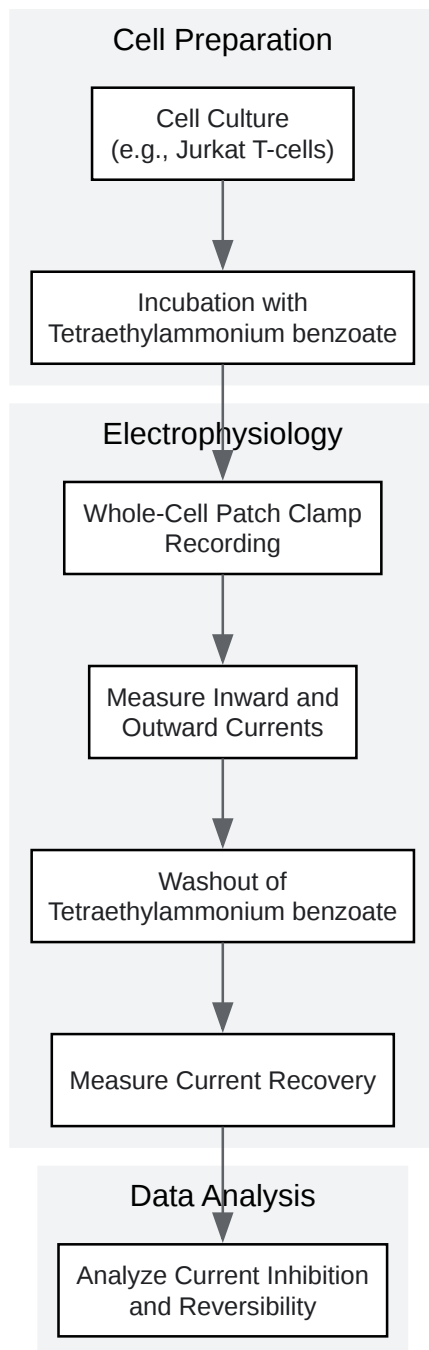 Cell Preparation
Cell Culture
(e.g., Jurkat T-cells)
Incubation with
Tetraethylammonium benzoate
Electrophysiology
Whole-Cell Patch Clamp
Recording
Measure Inward and
Outward Currents
Washout of
Tetraethylammonium benzoate
Measure Current Recovery
Data Analysis
Analyze Current Inhibition
and Reversibility